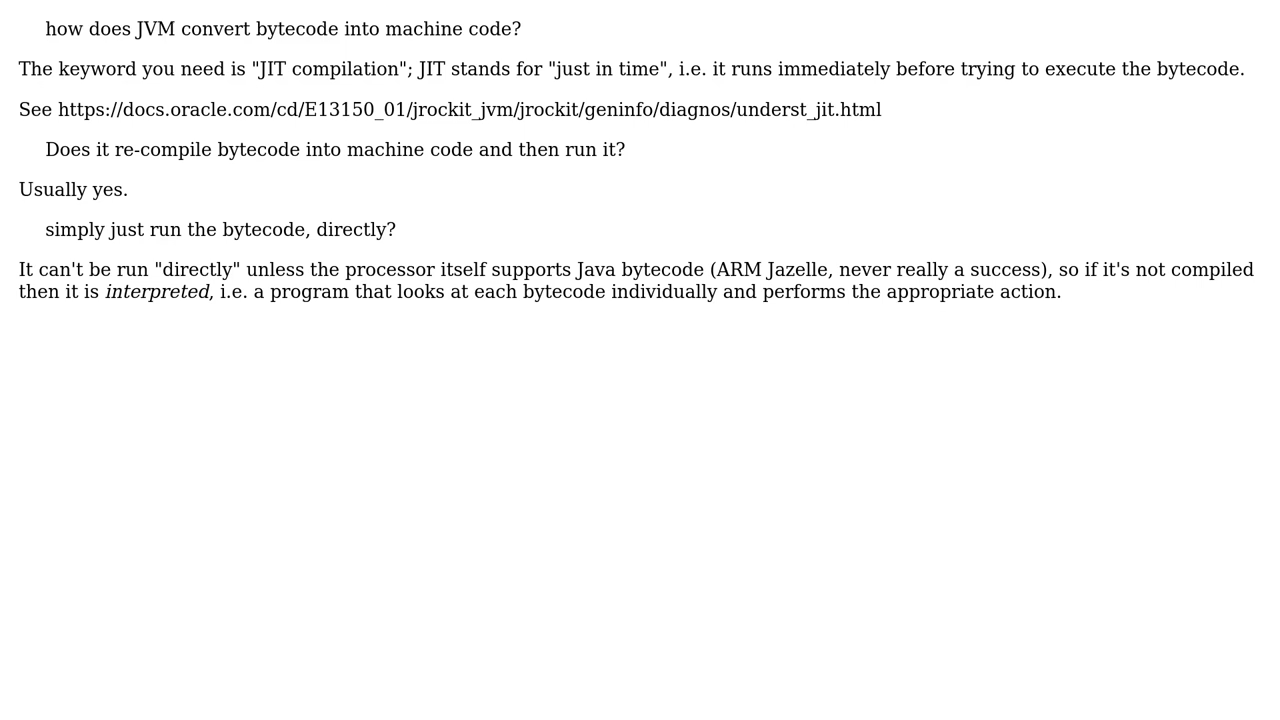 how does JVM convert bytecode into machine code?
The keyword you need is "JIT compilation"; JIT stands for "just in time", i.e. it runs immediately before trying to execute the bytecode.
See https://docs.oracle.com/cd/E13150_01/jrockit_jvm/jrockit/geninfo/diagnos/underst_jit.html
Does it re-compile bytecode into machine code and then run it?
Usually yes.
simply just run the bytecode, directly?
It can't be run "directly" unless the processor itself supports Java bytecode (ARM Jazelle, never really a success), so if it's not compiled
then it is interpreted, i.e. a program that looks at each bytecode individually and performs the appropriate action.